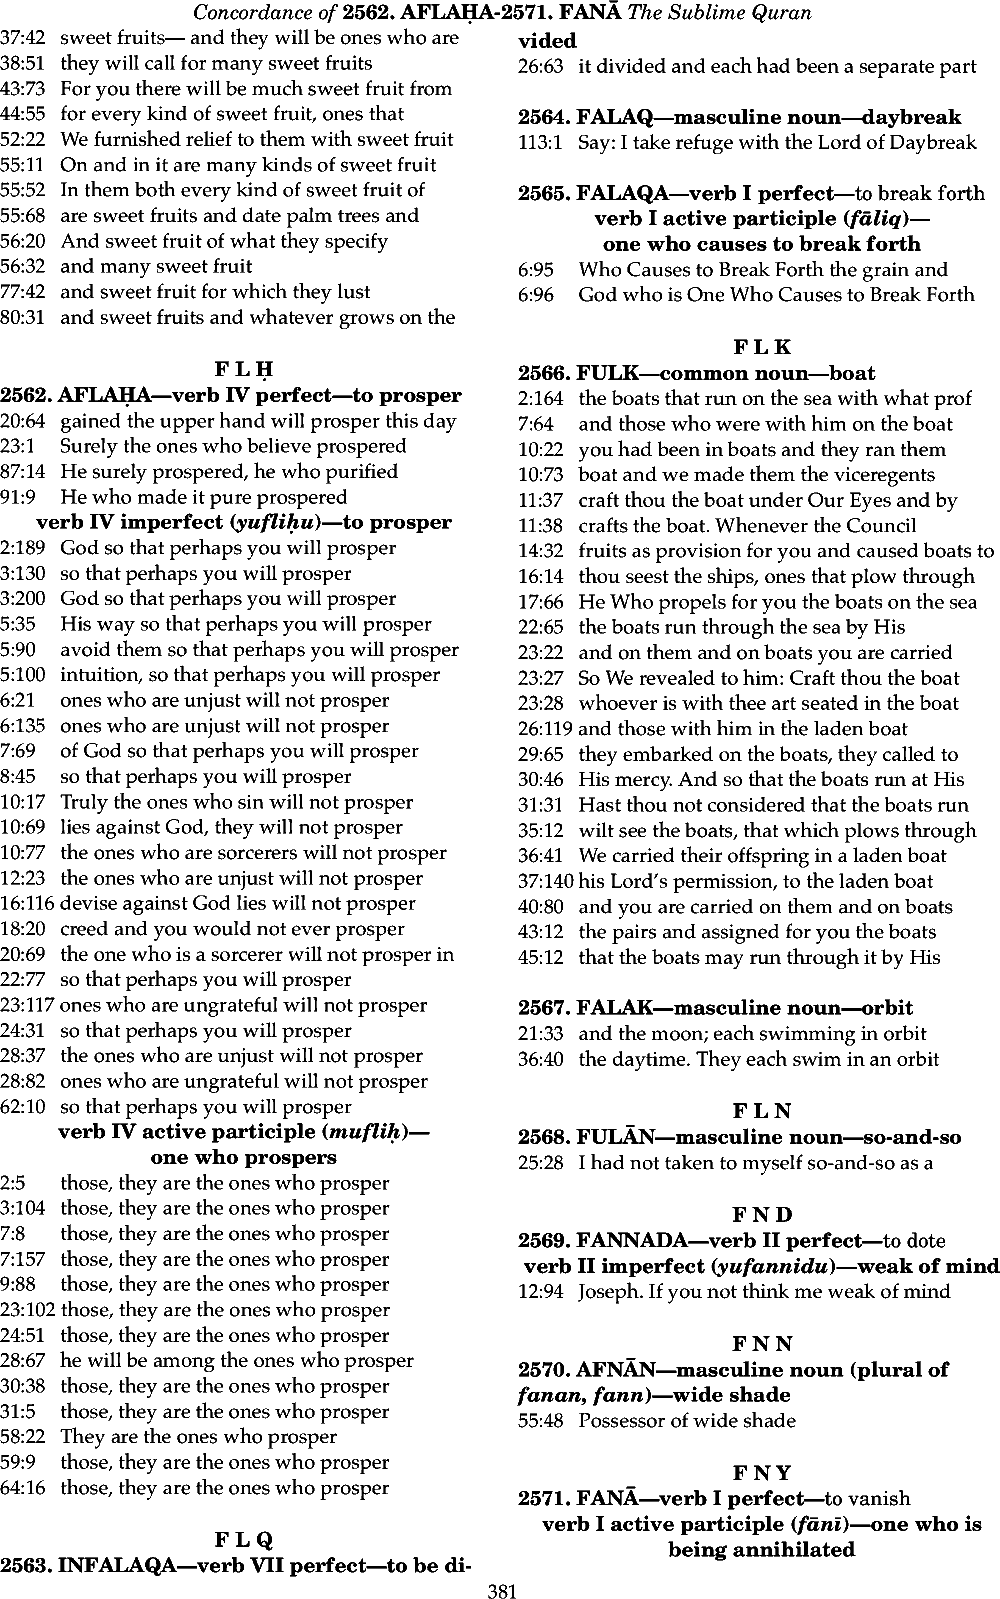 Concordance of 2562. AFLAḤA-2571. FANĀ The Sublime Quran
37:42 sweet fruits— and they will be ones who are
38:51 they will call for many sweet fruits
43:73 For you there will be much sweet fruit from
44:55 for every kind of sweet fruit, ones that
52:22 We furnished relief to them with sweet fruit
55:11 On and in it are many kinds of sweet fruit
55:52 In them both every kind of sweet fruit of
55:68 are sweet fruits and date palm trees and
56:20 And sweet fruit of what they specify
56:32 and many sweet fruit
77:42 and sweet fruit for which they lust
80:31 and sweet fruits and whatever grows on the
F L Ḥ
2562. AFLAḤA—verb IV perfect—to prosper
20:64 gained the upper hand will prosper this day
23:1 Surely the ones who believe prospered
87:14 He surely prospered, he who purified
91:9 He who made it pure prospered
verb IV imperfect (yufliḥu)—to prosper
2:189 God so that perhaps you will prosper
3:130 so that perhaps you will prosper
3:200 God so that perhaps you will prosper
5:35 His way so that perhaps you will prosper
5:90 avoid them so that perhaps you will prosper
5:100 intuition, so that perhaps you will prosper
6:21 ones who are unjust will not prosper
6:135 ones who are unjust will not prosper
7:69 of God so that perhaps you will prosper
8:45 so that perhaps you will prosper
10:17 Truly the ones who sin will not prosper
10:69 lies against God, they will not prosper
10:77 the ones who are sorcerers will not prosper
12:23 the ones who are unjust will not prosper
16:116 devise against God lies will not prosper
18:20 creed and you would not ever prosper
20:69 the one who is a sorcerer will not prosper in
22:77 so that perhaps you will prosper
23:117 ones who are ungrateful will not prosper
24:31 so that perhaps you will prosper
28:37 the ones who are unjust will not prosper
28:82 ones who are ungrateful will not prosper
62:10 so that perhaps you will prosper
verb IV active participle (mufliḥ)—
one who prospers
2:5 those, they are the ones who prosper
3:104 those, they are the ones who prosper
7:8 those, they are the ones who prosper
7:157 those, they are the ones who prosper
9:88 those, they are the ones who prosper
23:102 those, they are the ones who prosper
24:51 those, they are the ones who prosper
28:67 he will be among the ones who prosper
30:38 those, they are the ones who prosper
31:5 those, they are the ones who prosper
58:22 They are the ones who prosper
59:9 those, they are the ones who prosper
64:16 those, they are the ones who prosper
F L Q
2563. INFALAQA—verb VII perfect—to be di-
vided
26:63 it divided and each had been a separate part
2564. FALAQ—masculine noun—daybreak
113:1 Say: I take refuge with the Lord of Daybreak
2565. FALAQA—verb I perfect—to break forth
verb I active participle (fāliq)—
one who causes to break forth
6:95 Who Causes to Break Forth the grain and
6:96 God who is One Who Causes to Break Forth
F L K
2566. FULK—common noun—boat
2:164 the boats that run on the sea with what prof
7:64 and those who were with him on the boat
10:22 you had been in boats and they ran them
10:73 boat and we made them the viceregents
11:37 craft thou the boat under Our Eyes and by
11:38 crafts the boat. Whenever the Council
14:32 fruits as provision for you and caused boats to
16:14 thou seest the ships, ones that plow through
17:66 He Who propels for you the boats on the sea
22:65 the boats run through the sea by His
23:22 and on them and on boats you are carried
23:27 So We revealed to him: Craft thou the boat
23:28 whoever is with thee art seated in the boat
26:119 and those with him in the laden boat
29:65 they embarked on the boats, they called to
30:46 His mercy. And so that the boats run at His
31:31 Hast thou not considered that the boats run
35:12 wilt see the boats, that which plows through
36:41 We carried their offspring in a laden boat
37:140 his Lord's permission, to the laden boat
40:80 and you are carried on them and on boats
43:12 the pairs and assigned for you the boats
45:12 that the boats may run through it by His
2567. FALAK—masculine noun—orbit
21:33 and the moon; each swimming in orbit
36:40 the daytime. They each swim in an orbit
F L N
2568. FULĀN—masculine noun—so-and-so
25:28 I had not taken to myself so-and-so as a
F N D
2569. FANNADA—verb II perfect—to dote
verb II imperfect (yufannidu)—weak of mind
12:94 Joseph. If you not think me weak of mind
F N N
2570. AFNĀN—masculine noun (plural of
fanan, fann)—wide shade
55:48 Possessor of wide shade
F N Y
2571. FANĀ—verb I perfect—to vanish
verb I active participle (fānī)—one who is
being annihilated
381